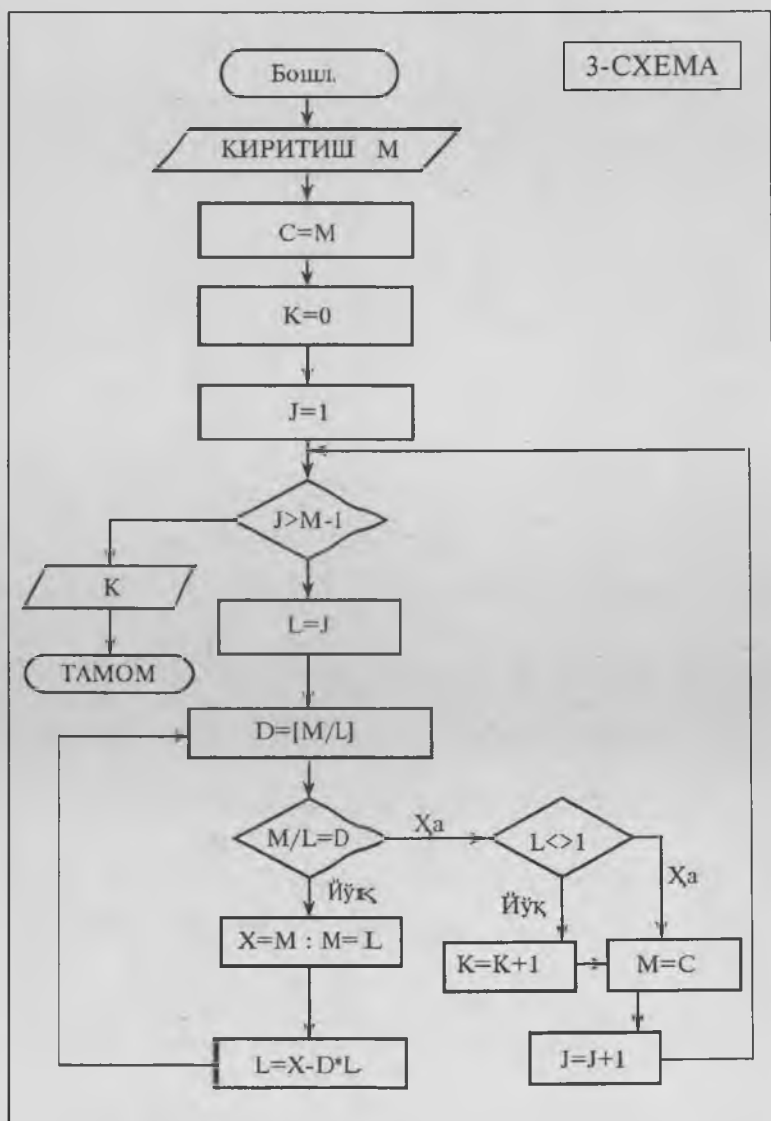 3-СХЕМА
Бошл.
КИРИТИШ M
C=M
K=0
J=1
J>M-1
K
L=J
ТАМОМ
D=[M/L]
M/L=D
Ҳа
L<>1
Ҳа
Йўқ
Йўқ
X=M : M=L
K=K+1
M=C
L=X-D*L
J=J+1